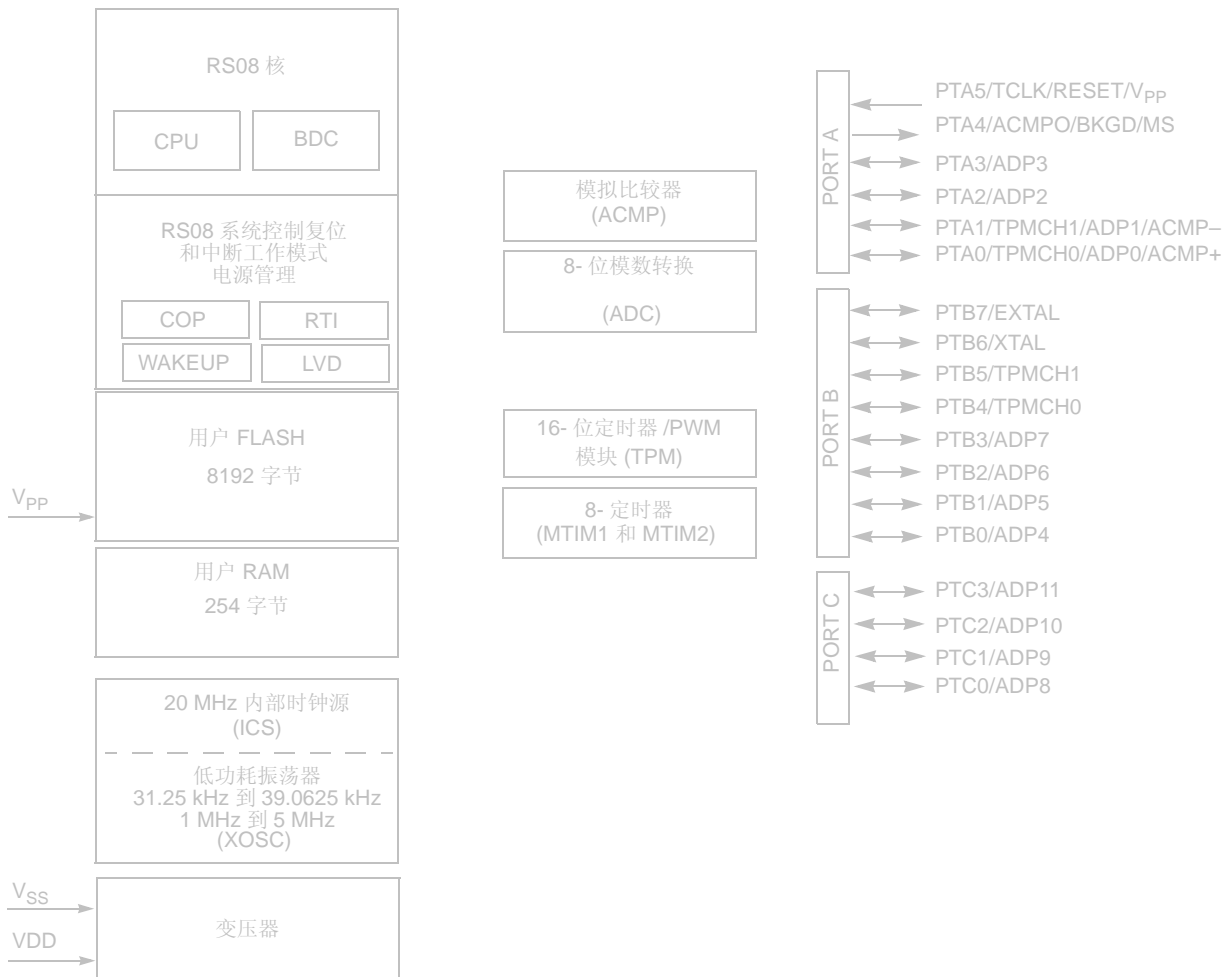 RS08 核
CPU
BDC
RS08 系统控制复位
和中断工作模式
电源管理
COP
RTI
WAKEUP
LVD
用户 FLASH
8192 字节
V_PP
用户 RAM
254 字节
20 MHz 内部时钟源
(ICS)
低功耗振荡器
31.25 kHz 到 39.0625 kHz
1 MHz 到 5 MHz
(XOSC)
V_SS
VDD
变压器
模拟比较器
(ACMP)
8- 位模数转换
(ADC)
16- 位定时器 /PWM
模块 (TPM)
8- 定时器
(MTIM1 和 MTIM2)
PORT A
PTA5/TCLK/RESET/V_PP
PTA4/ACMPO/BKGD/MS
PTA3/ADP3
PTA2/ADP2
PTA1/TPMCH1/ADP1/ACMP–
PTA0/TPMCH0/ADP0/ACMP+
PORT B
PTB7/EXTAL
PTB6/XTAL
PTB5/TPMCH1
PTB4/TPMCH0
PTB3/ADP7
PTB2/ADP6
PTB1/ADP5
PTB0/ADP4
PORT C
PTC3/ADP11
PTC2/ADP10
PTC1/ADP9
PTC0/ADP8